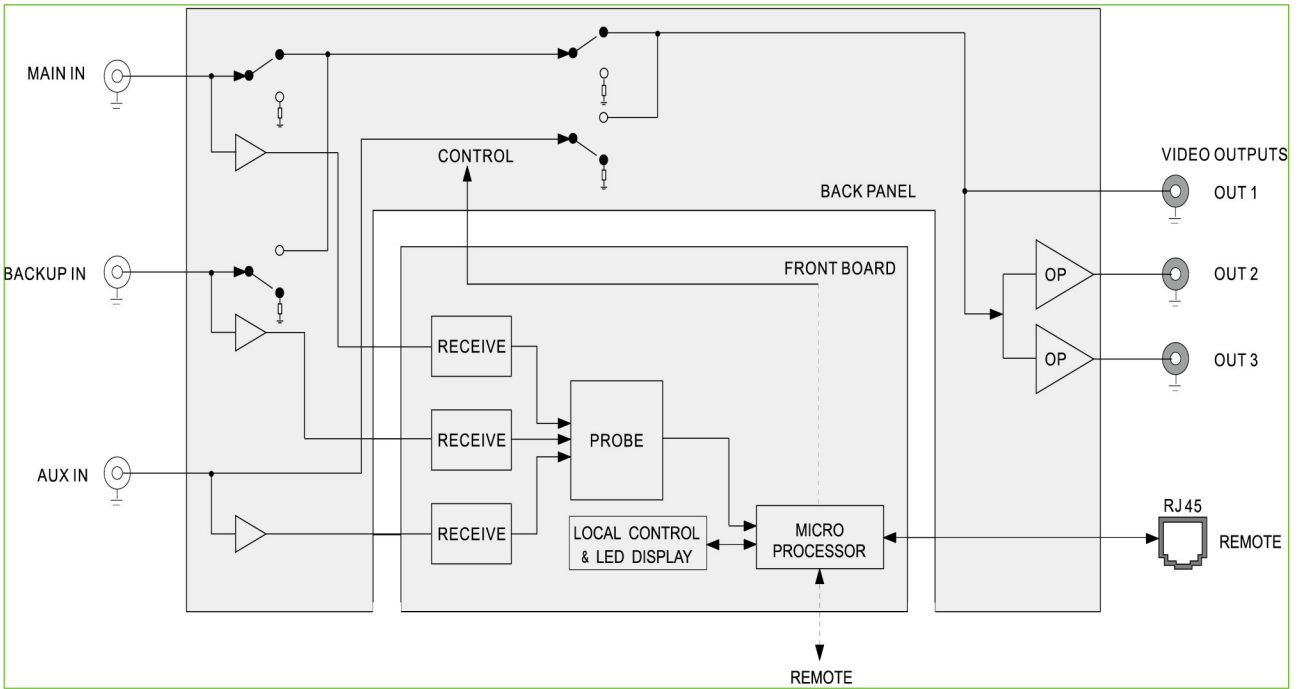 MAIN IN
CONTROL
VIDEO OUTPUTS
BACK PANEL
OUT 1
BACKUP IN
FRONT BOARD
OP
OUT 2
RECEIVE
OP
OUT 3
RECEIVE
PROBE
AUX IN
RJ45
RECEIVE
LOCAL CONTROL
& LED DISPLAY
MICRO
PROCESSOR
REMOTE
REMOTE